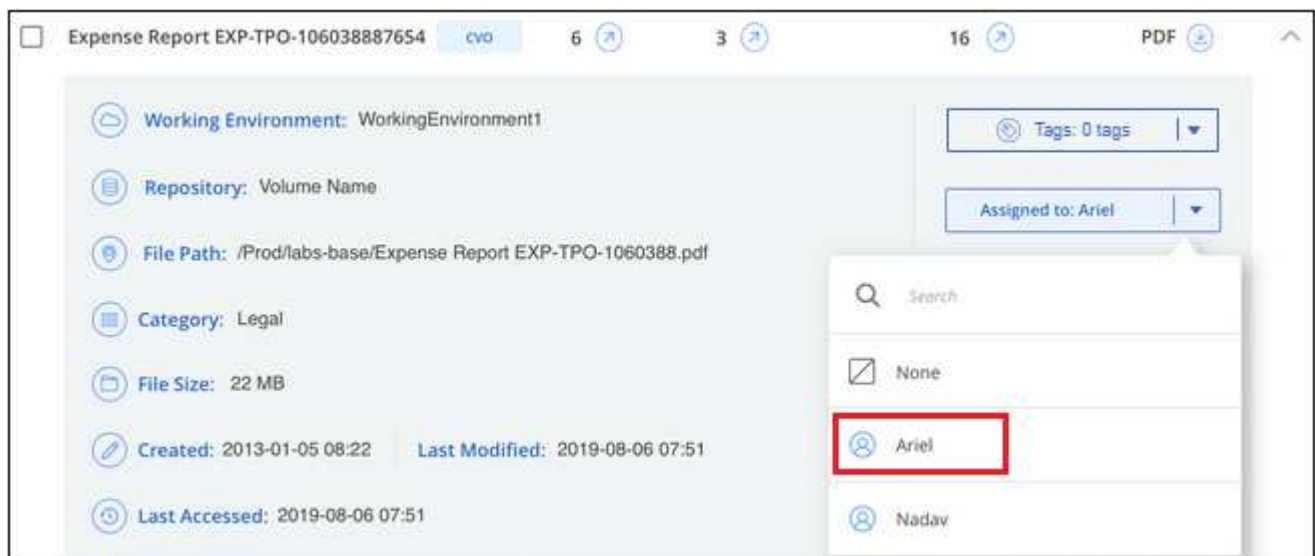 Expense Report EXP-TPO-106038887654 cvo 6 3 16 PDF
Working Environment: WorkingEnvironment1
Tags: 0 tags
Repository: Volume Name
Assigned to: Ariel
File Path: /Prod/labs-base/Expense Report EXP-TPO-1060388.pdf
Search
Category: Legal
None
File Size: 22 MB
Ariel
Created: 2013-01-05 08:22 Last Modified: 2019-08-06 07:51
Last Accessed: 2019-08-06 07:51
Nadav